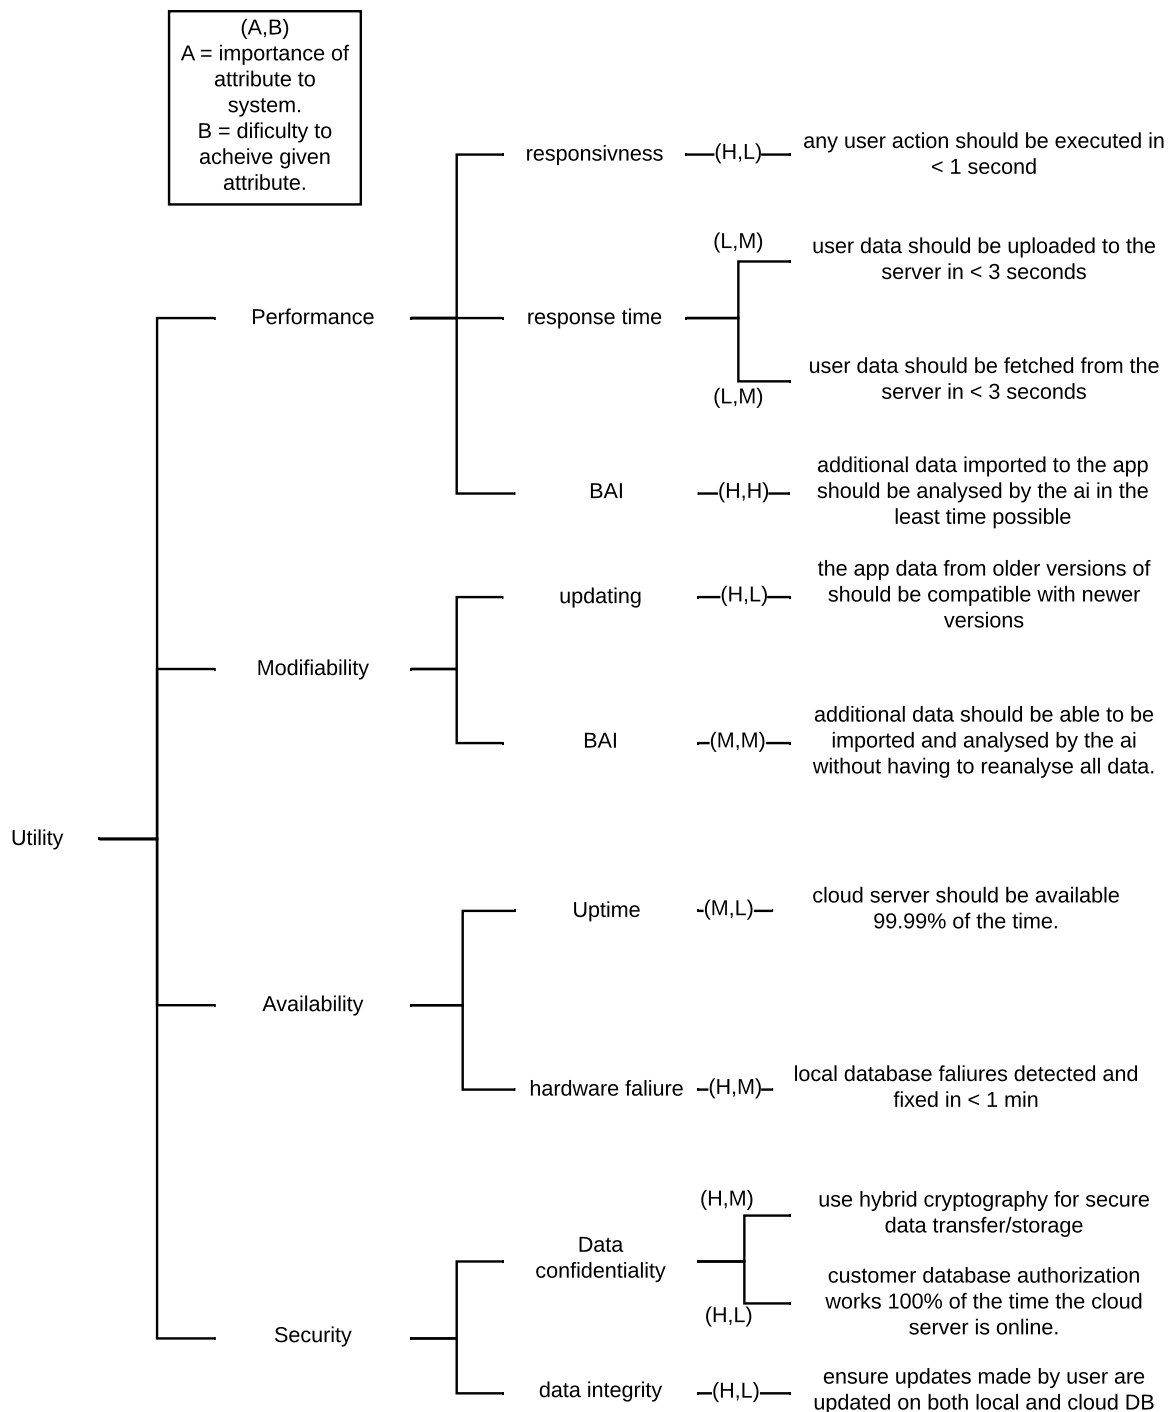 (A,B)
A = importance of
attribute to
system.
B = dificulty to
acheive given
attribute.
Utility
Performance
responsivness
(H,L)
any user action should be executed in
< 1 second
response time
(L,M)
user data should be uploaded to the
server in < 3 seconds
(L,M)
user data should be fetched from the
server in < 3 seconds
BAI
(H,H)
additional data imported to the app
should be analysed by the ai in the
least time possible
Modifiability
updating
(H,L)
the app data from older versions of
should be compatible with newer
versions
BAI
(M,M)
additional data should be able to be
imported and analysed by the ai
without having to reanalyse all data.
Availability
Uptime
(M,L)
cloud server should be available
99.99% of the time.
hardware faliure
(H,M)
local database faliures detected and
fixed in < 1 min
Security
Data
confidentiality
(H,M)
use hybrid cryptography for secure
data transfer/storage
(H,L)
customer database authorization
works 100% of the time the cloud
server is online.
data integrity
(H,L)
ensure updates made by user are
updated on both local and cloud DB